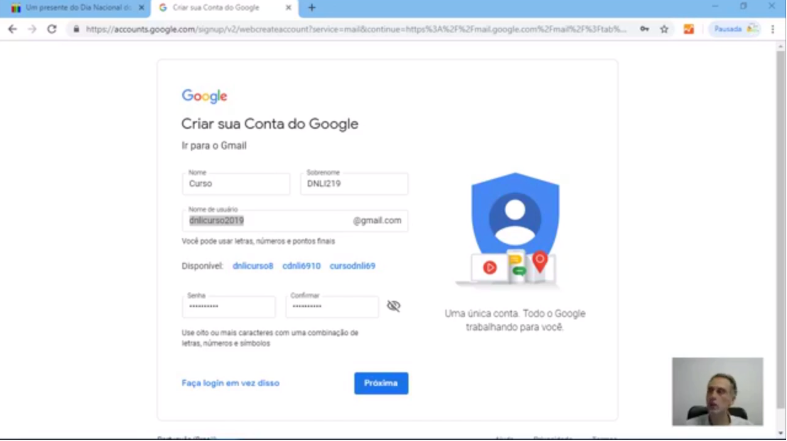 Um presente do Dia Nacional do
Criar sua Conta do Google
https://accounts.google.com/signup/v2/webcreateaccount?service=mail&continue=https%3A%2F%2Fmail.google.com%2Fmail%2F%3Ftab%...
Pausada
Google
Criar sua Conta do Google
Ir para o Gmail
Nome
Sobrenome
Curso
DNLI219
Nome de usuário
dnlicurso2019
@gmail.com
Você pode usar letras, números e pontos finais
Disponível: dnlicurso8 cdnli6910 cursodnli69
Senha
Confirmar
Use oito ou mais caracteres com uma combinação de
letras, números e símbolos
Uma única conta. Todo o Google
trabalhando para você.
Faça login em vez disso
Próxima